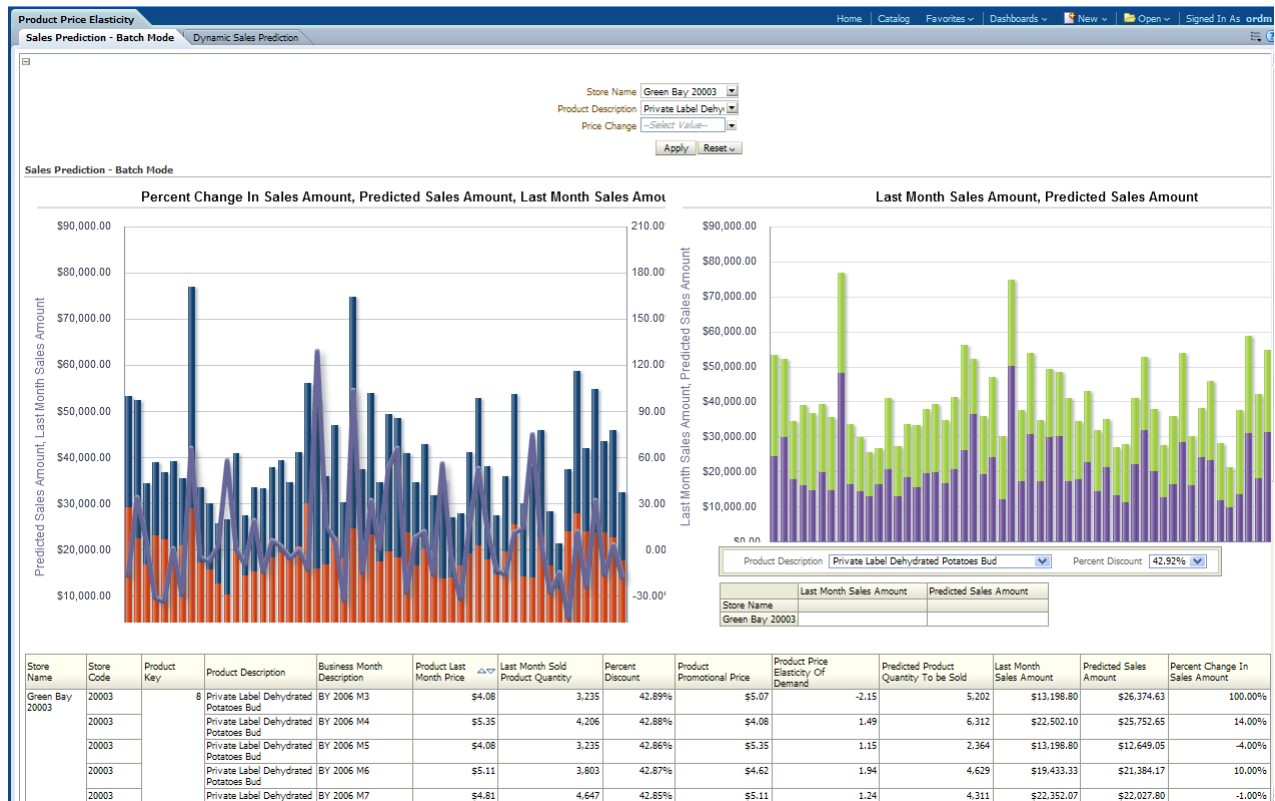 Product Price Elasticity
Home Catalog Favorites Dashboards New Open Signed In As ordm
Sales Prediction - Batch Mode Dynamic Sales Prediction
Store Name Green Bay 20003
Product Description Private Label Dehy
Price Change --Select Value--
Apply Reset
Sales Prediction - Batch Mode
Percent Change In Sales Amount, Predicted Sales Amount, Last Month Sales Amou
$90,000.00 210.00
$80,000.00 180.00
$70,000.00 150.00
$60,000.00 120.00
$50,000.00 90.00
$40,000.00 60.00
$30,000.00 30.00
$20,000.00 0.00
$10,000.00 -30.00
Predicted Sales Amount, Last Month Sales Amount
Last Month Sales Amount, Predicted Sales Amount
$90,000.00
$80,000.00
$70,000.00
$60,000.00
$50,000.00
$40,000.00
$30,000.00
$20,000.00
$10,000.00
$0.00
Last Month Sales Amount, Predicted Sales Amount
Product Description Private Label Dehydrated Potatoes Bud Percent Discount 42.92%
Last Month Sales Amount Predicted Sales Amount
Store Name
Green Bay 20003
Store Name Store Code Product Key Product Description Business Month Description Product Last Month Price Last Month Sold Product Quantity Percent Discount Product Promotional Price Product Price Elasticity Of Demand Predicted Product Quantity To be Sold Last Month Sales Amount Predicted Sales Amount Percent Change In Sales Amount
Green Bay 20003 20003 8 Private Label Dehydrated Potatoes Bud BY 2006 M3 $4.08 3,235 42.89% $5.07 -2.15 5,202 $13,198.80 $26,374.63 100.00%
20003 Private Label Dehydrated Potatoes Bud BY 2006 M4 $5.35 4,206 42.88% $4.08 1.49 6,312 $22,502.10 $25,752.65 14.00%
20003 Private Label Dehydrated Potatoes Bud BY 2006 M5 $4.08 3,235 42.86% $5.35 1.15 2,364 $13,198.80 $12,649.05 -4.00%
20003 Private Label Dehydrated Potatoes Bud BY 2006 M6 $5.11 3,803 42.87% $4.62 1.94 4,629 $19,433.33 $21,384.17 10.00%
20003 Private Label Dehydrated BY 2006 M7 $4.81 4,647 42.85% $5.11 1.24 4,311 $22,352.07 $22,027.80 -1.00%